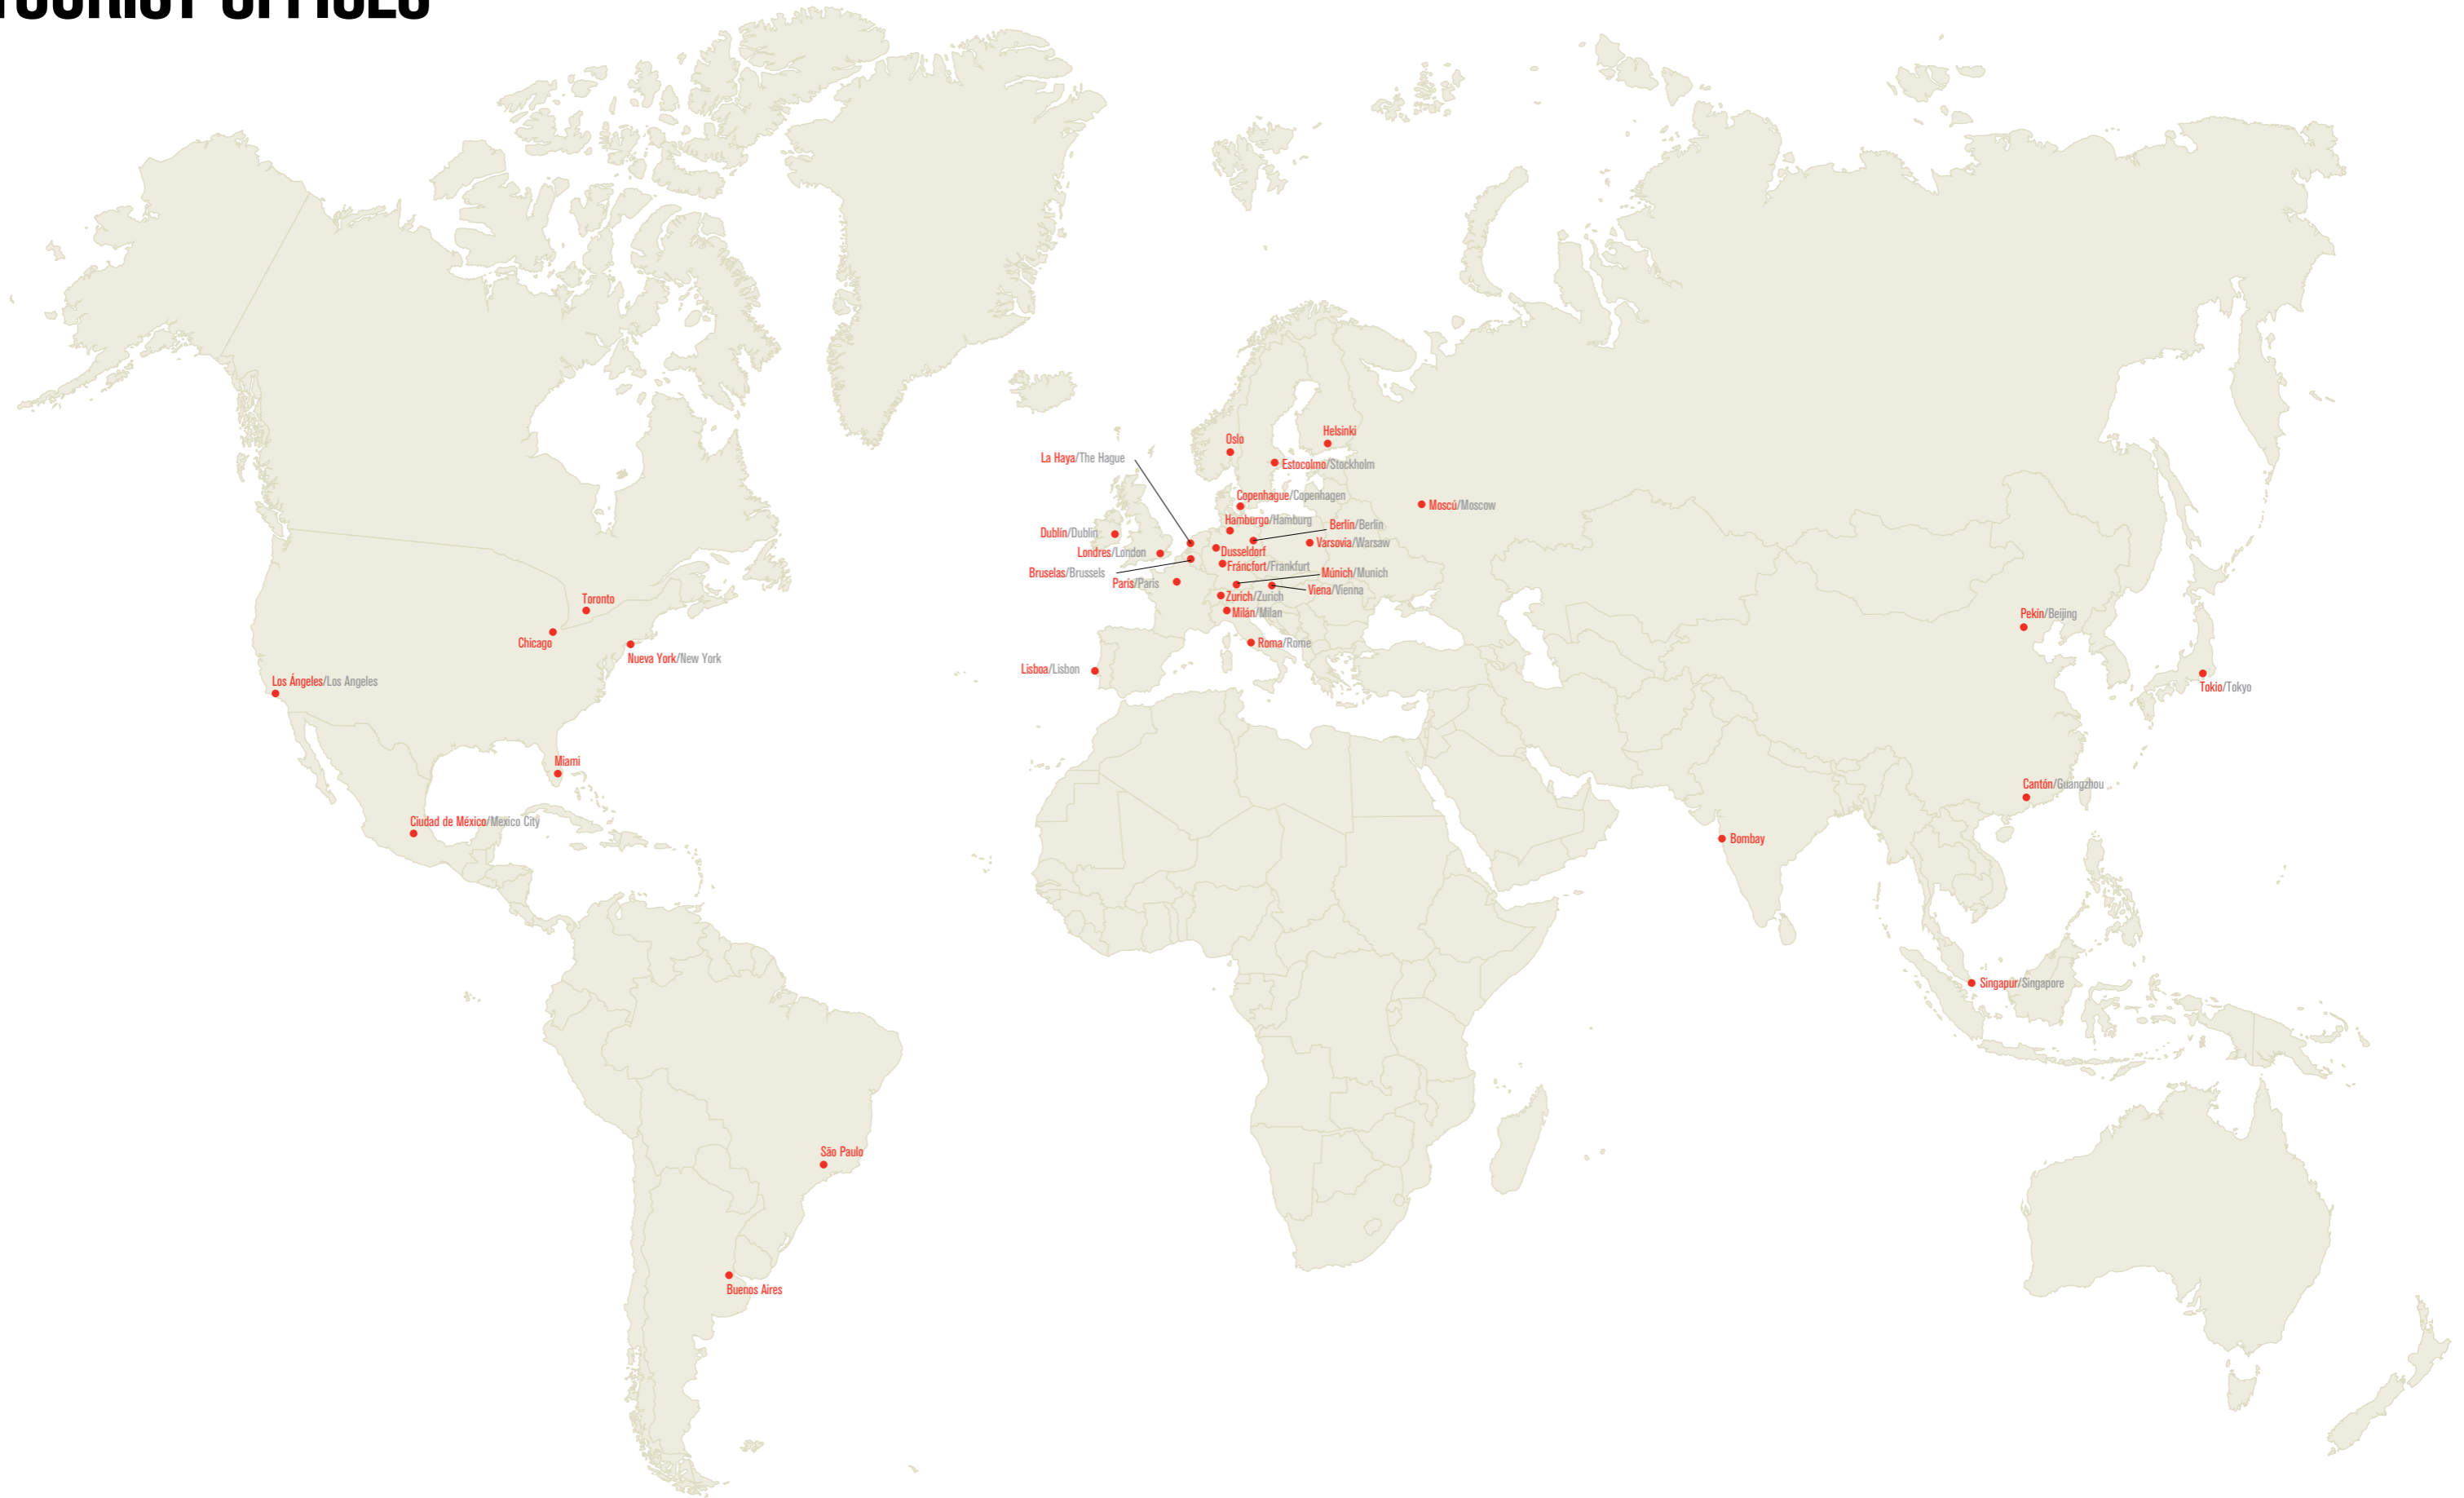 TOURIST OFFICES
Oslo
Helsinki
La Haya/The Hague
Estocolmo/Stockholm
Copenhague/Copenhagen
Moscú/Moscow
Hamburgo/Hamburg
Berlín/Berlin
Dublín/Dublin
Varsovia/Warsaw
Londres/London
Dusseldorf
Fráncfort/Frankfurt
Bruselas/Brussels
Múnich/Munich
París/Paris
Viena/Vienna
Zurich/Zurich
Toronto
Milán/Milan
Pekín/Beijing
Chicago
Roma/Rome
Nueva York/New York
Lisboa/Lisbon
Los Ángeles/Los Angeles
Tokio/Tokyo
Miami
Cantón/Guangzhou
Ciudad de México/Mexico City
Bombay
Singapur/Singapore
São Paulo
Buenos Aires